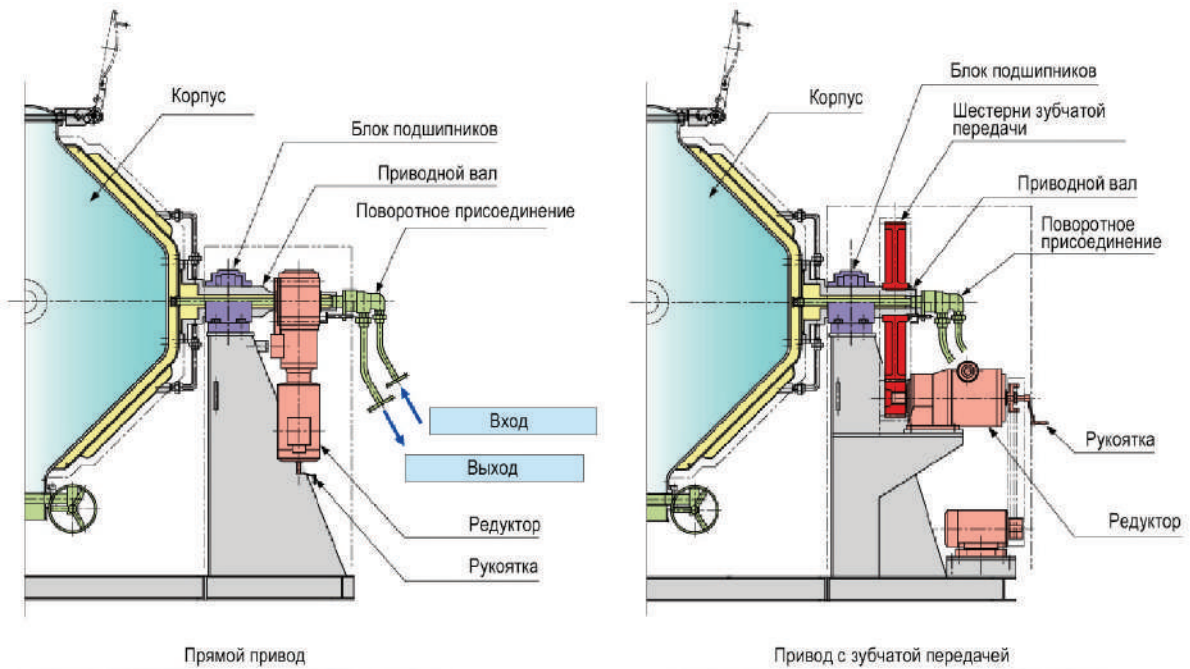 Корпус
Блок подшипников
Приводной вал
Поворотное присоединение
Вход
Выход
Редуктор
Рукоятка
Прямой привод
Блок подшипников
Корпус
Шестерни зубчатой
передачи
Приводной вал
Поворотное
присоединение
Рукоятка
Редуктор
Привод с зубчатой передачей